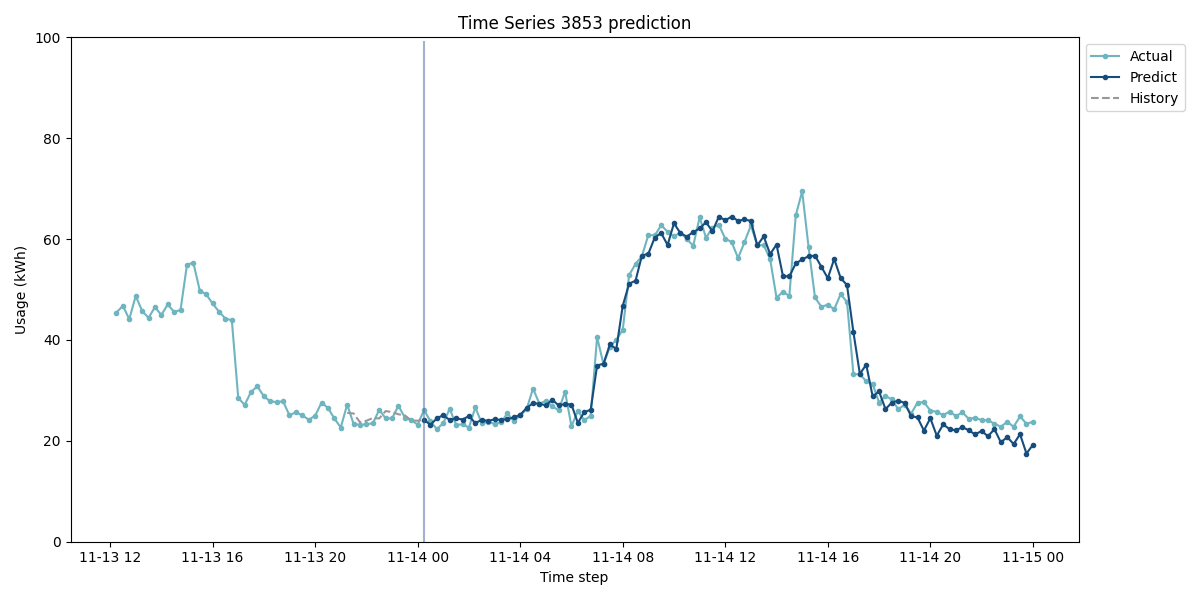 Time Series 3853 prediction
100
80
60
40
20
0
Usage (kWh)
11-13 12
11-13 16
11-13 20
11-14 00
11-14 04
11-14 08
11-14 12
11-14 16
11-14 20
11-15 00
Time step
Actual
Predict
History